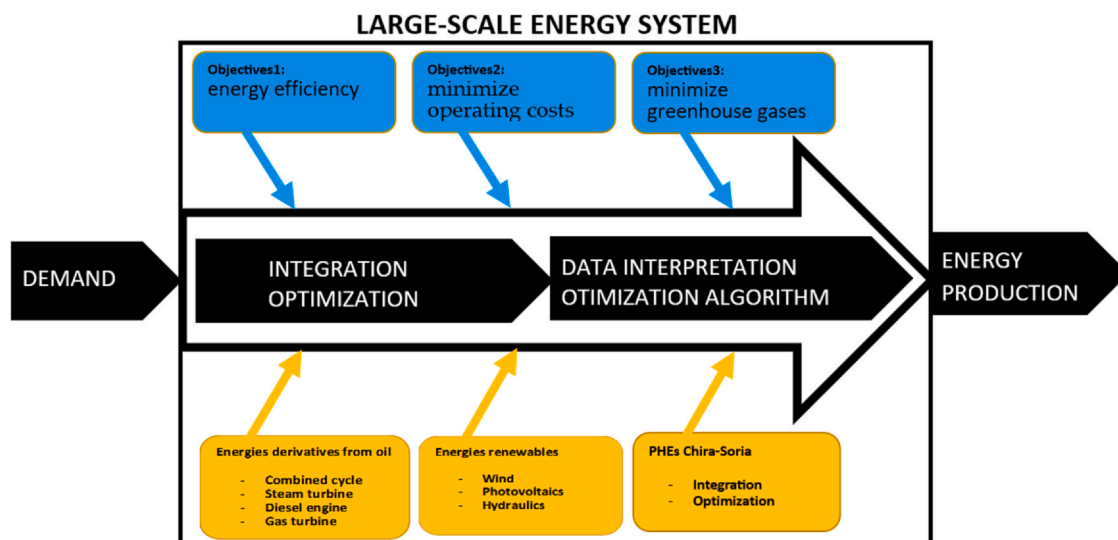 LARGE-SCALE ENERGY SYSTEM
Objectives1:
energy efficiency
Objectives2:
minimize
operating costs
Objectives3:
minimize
greenhouse gases
DEMAND
INTEGRATION
OPTIMIZATION
DATA INTERPRETATION
OTIMIZATION ALGORITHM
ENERGY
PRODUCTION
Energies derivatives from oil
- Combined cycle
- Steam turbine
- Diesel engine
- Gas turbine
Energies renewables
- Wind
- Photovoltaics
- Hydraulics
PHEs Chira-Soria
- Integration
- Optimization